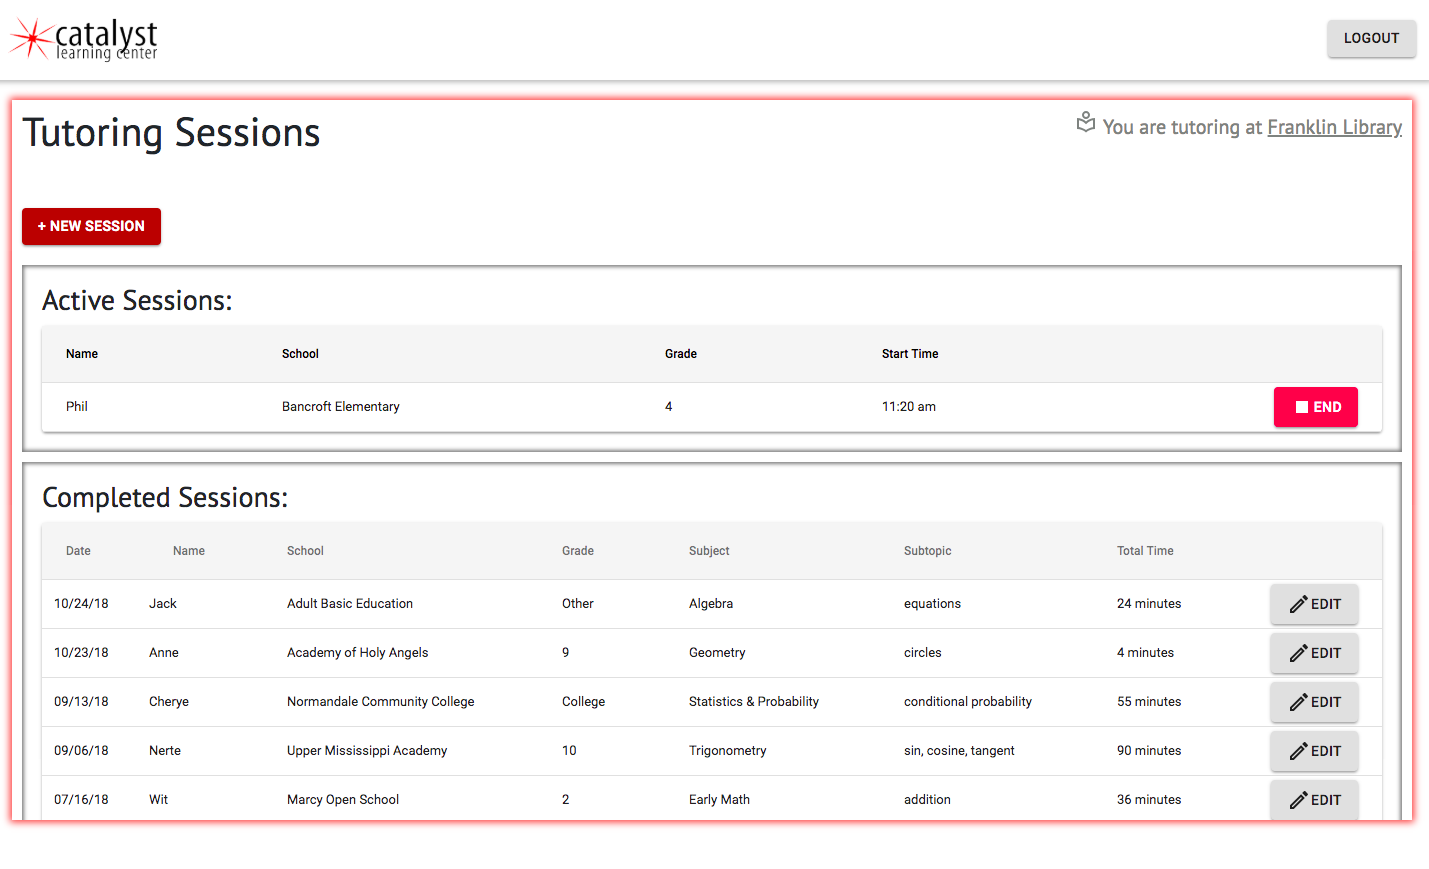 catalyst
learning center
LOGOUT
Tutoring Sessions
You are tutoring at Franklin Library
+ NEW SESSION
Active Sessions:
Name School Grade Start Time
Phil Bancroft Elementary 4 11:20 am END
Completed Sessions:
Date Name School Grade Subject Subtopic Total Time
10/24/18 Jack Adult Basic Education Other Algebra equations 24 minutes EDIT
10/23/18 Anne Academy of Holy Angels 9 Geometry circles 4 minutes EDIT
09/13/18 Cherye Normandale Community College College Statistics & Probability conditional probability 55 minutes EDIT
09/06/18 Nerte Upper Mississippi Academy 10 Trigonometry sin, cosine, tangent 90 minutes EDIT
07/16/18 Wit Marcy Open School 2 Early Math addition 36 minutes EDIT